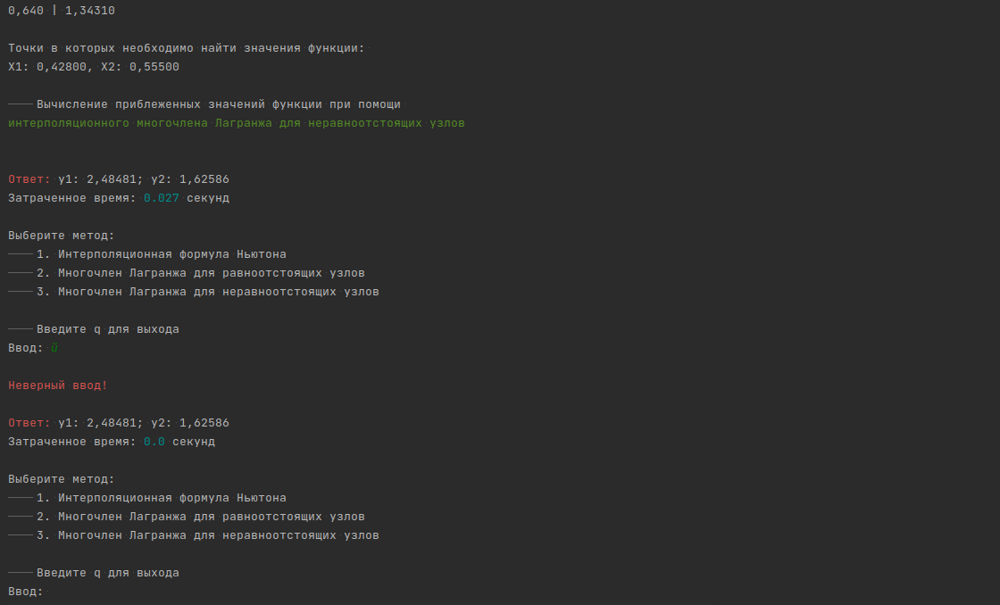 0,640 | 1,34310
Точки в которых необходимо найти значения функции:
X1: 0,42800, X2: 0,55500
Вычисление приблеженных значений функции при помощи
интерполяционного многочлена Лагранжа для неравноотстоящих узлов
Ответ: y1: 2,48481; y2: 1,62586
Затраченное время: 0.027 секунд
Выберите метод:
1. Интерполяционная формула Ньютона
2. Многочлен Лагранжа для равноотстоящих узлов
3. Многочлен Лагранжа для неравноотстоящих узлов
Введите q для выхода
Ввод: й
Неверный ввод!
Ответ: y1: 2,48481; y2: 1,62586
Затраченное время: 0.0 секунд
Выберите метод:
1. Интерполяционная формула Ньютона
2. Многочлен Лагранжа для равноотстоящих узлов
3. Многочлен Лагранжа для неравноотстоящих узлов
Введите q для выхода
Ввод: